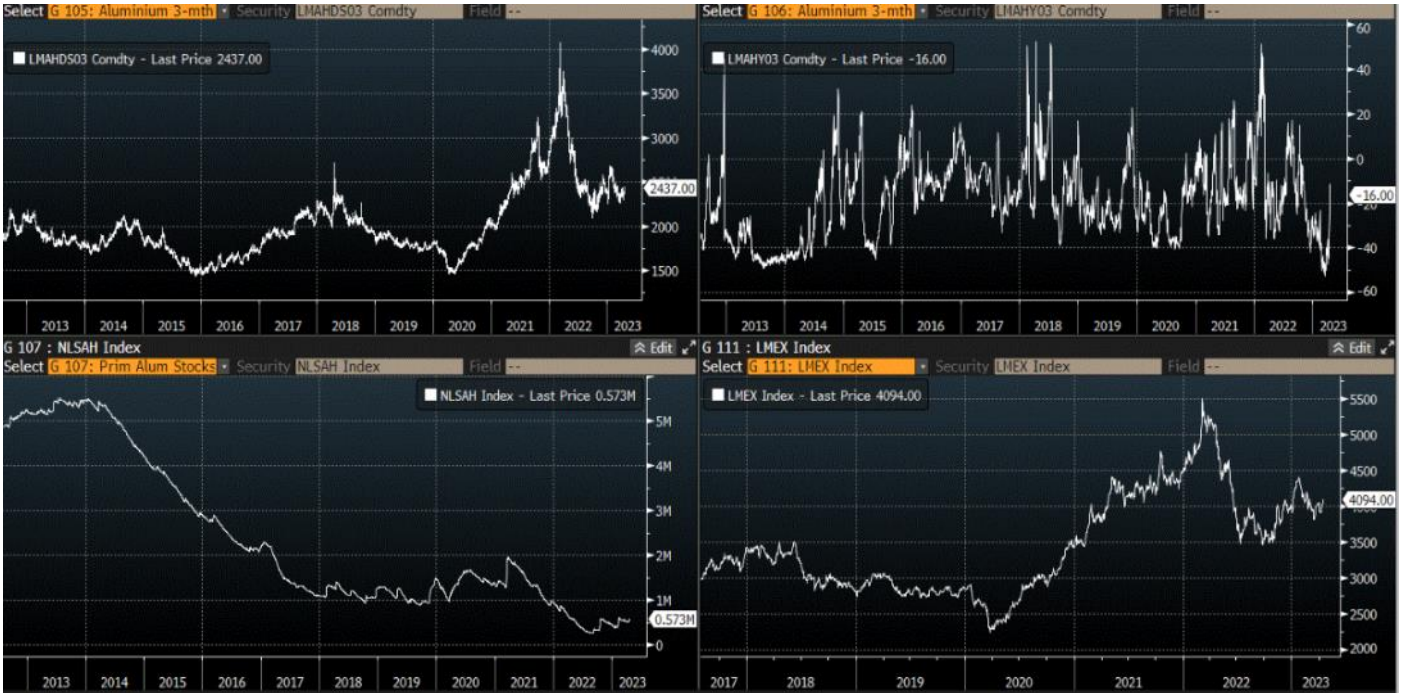 Select G 105: Aluminium 3-mth Security LMAHDS03 Comdty Field --
LMAHDS03 Comdty - Last Price 2437.00
4000
3500
3000
2437.00
2000
1500
2013 2014 2015 2016 2017 2018 2019 2020 2021 2022 2023
Select G 106: Aluminium 3-mth Security LMAHY03 Comdty Field --
LMAHY03 Comdty - Last Price -16.00
60
40
20
0
-16.00
-20
-40
-60
2013 2014 2015 2016 2017 2018 2019 2020 2021 2022 2023
G 107 : NLSAH Index Edit
Select G 107: Prim Alum Stocks Security NLSAH Index Field --
NLSAH Index - Last Price 0.573M
5M
4M
3M
2M
1M
0.573M
0
2013 2014 2015 2016 2017 2018 2019 2020 2021 2022 2023
G 111 : LMEX Index Edit
Select G 111: LMEX Index Security LMEX Index Field --
LMEX Index - Last Price 4094.00
5500
5000
4500
4094.00
4000
3500
3000
2500
2000
2017 2018 2019 2020 2021 2022 2023